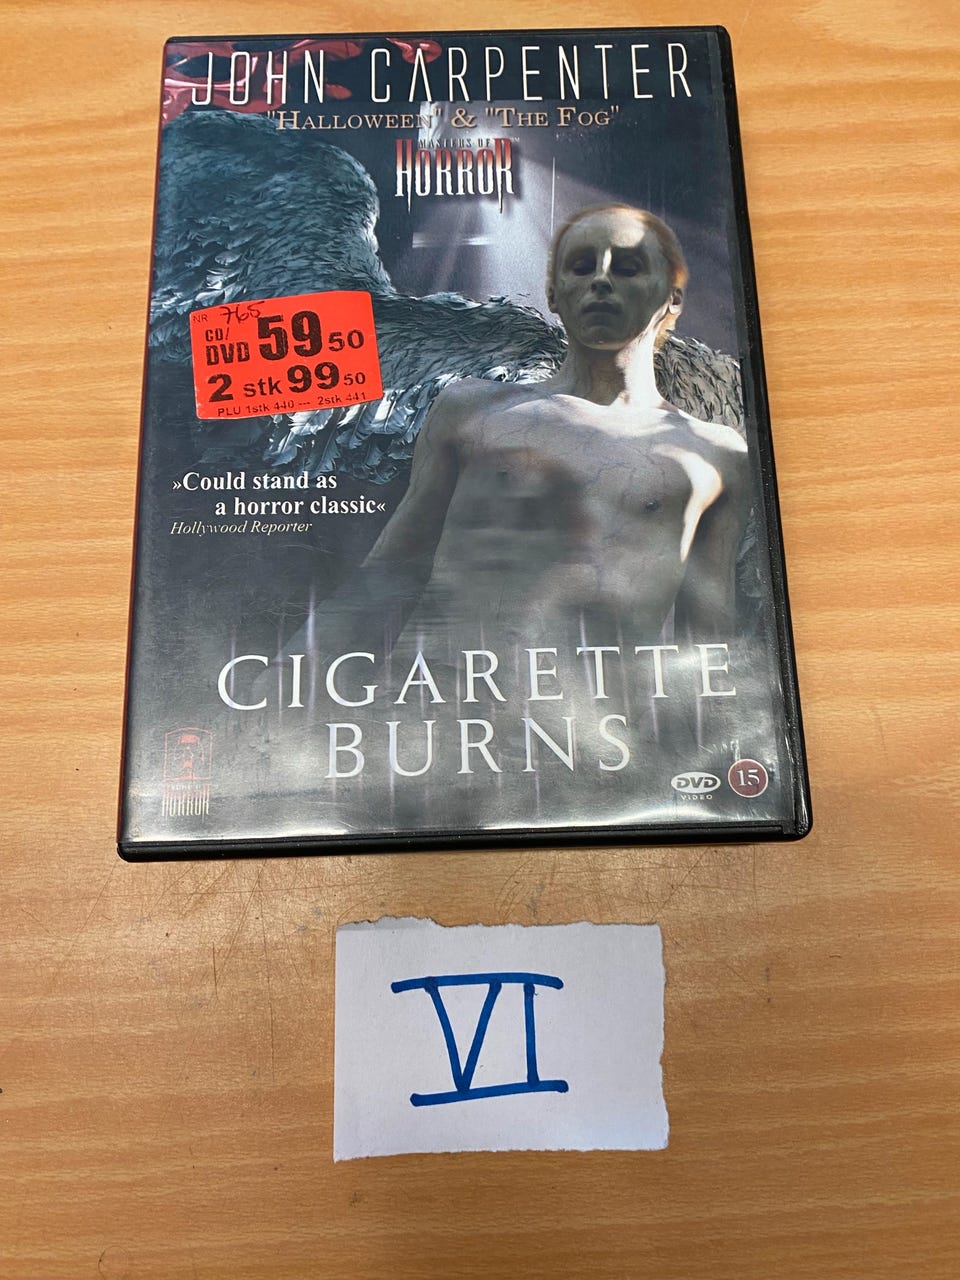 JOHN CARPENTER
"HALLOWEEN" & "THE FOG"
MASTERS OF
HORROR
NR 765
CD/
DVD 59 50
2 stk 99 50
PLU 1stk 440 --- 2stk 441
»Could stand as
a horror classic«
Hollywood Reporter
CIGARETTE
BURNS
HORROR
DVD
VIDEO
15
VI